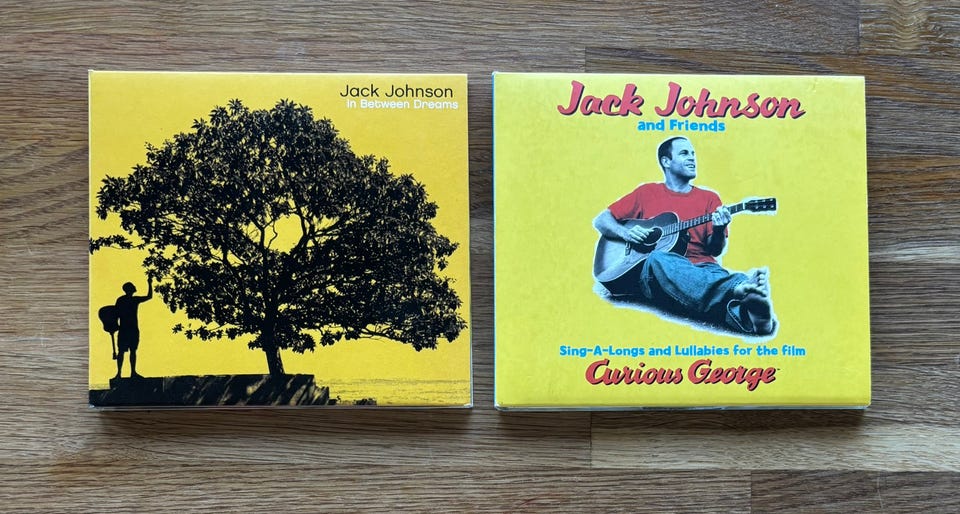 Jack Johnson
In Between Dreams
Jack Johnson
and Friends
Sing-A-Longs and Lullabies for the film
Curious George